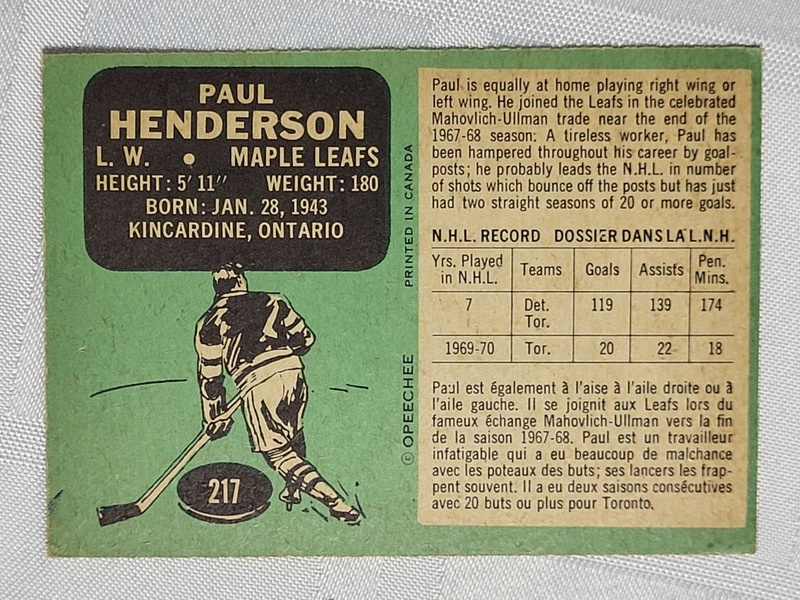 PAUL
HENDERSON
L. W. • MAPLE LEAFS
HEIGHT: 5' 11" WEIGHT: 180
BORN: JAN. 28, 1943
KINCARDINE, ONTARIO
217
PRINTED IN CANADA
© OPEECHEE
Paul is equally at home playing right wing or
left wing. He joined the Leafs in the celebrated
Mahovlich-Ullman trade near the end of the
1967-68 season. A tireless worker, Paul has
been hampered throughout his career by goal-
posts; he probably leads the N.H.L. in number
of shots which bounce off the posts but has just
had two straight seasons of 20 or more goals.
N.H.L. RECORD DOSSIER DANS LA L.N.H.
Yrs. Played in N.H.L. Teams Goals Assists Pen. Mins.
7 Det. Tor. 119 139 174
1969-70 Tor. 20 22 18
Paul est également à l'aise à l'aile droite ou à
l'aile gauche. Il se joignit aux Leafs lors du
fameux échange Mahovlich-Ullman vers la fin
de la saison 1967-68. Paul est un travailleur
infatigable qui a eu beaucoup de malchance
avec les poteaux des buts; ses lancers les frap-
pent souvent. Il a eu deux saisons consécutives
avec 20 buts ou plus pour Toronto.